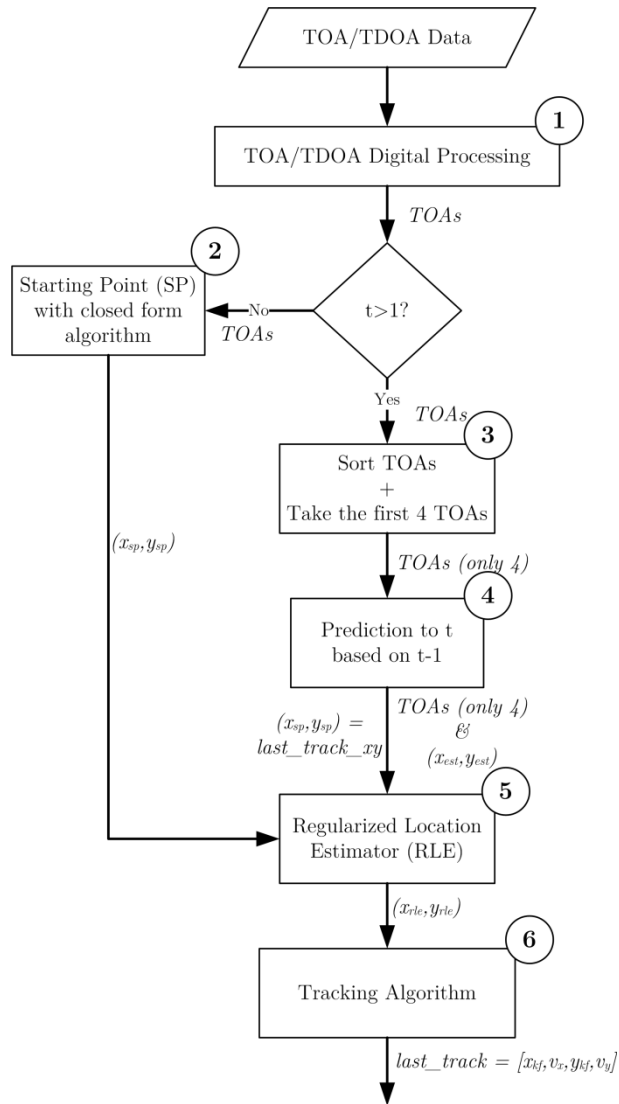 TOA/TDOA Data
1
TOA/TDOA Digital Processing
TOAs
2
Starting Point (SP)
with closed form
algorithm
No
TOAs
t>1?
Yes
TOAs
3
Sort TOAs
+
Take the first 4 TOAs
(x_sp,y_sp)
TOAs (only 4)
4
Prediction to t
based on t-1
(x_sp,y_sp) =
last_track_xy
TOAs (only 4)
&
(x_est,y_est)
5
Regularized Location
Estimator (RLE)
(x_rle,y_rle)
6
Tracking Algorithm
last_track = [x_kf,v_x,y_kf,v_y]